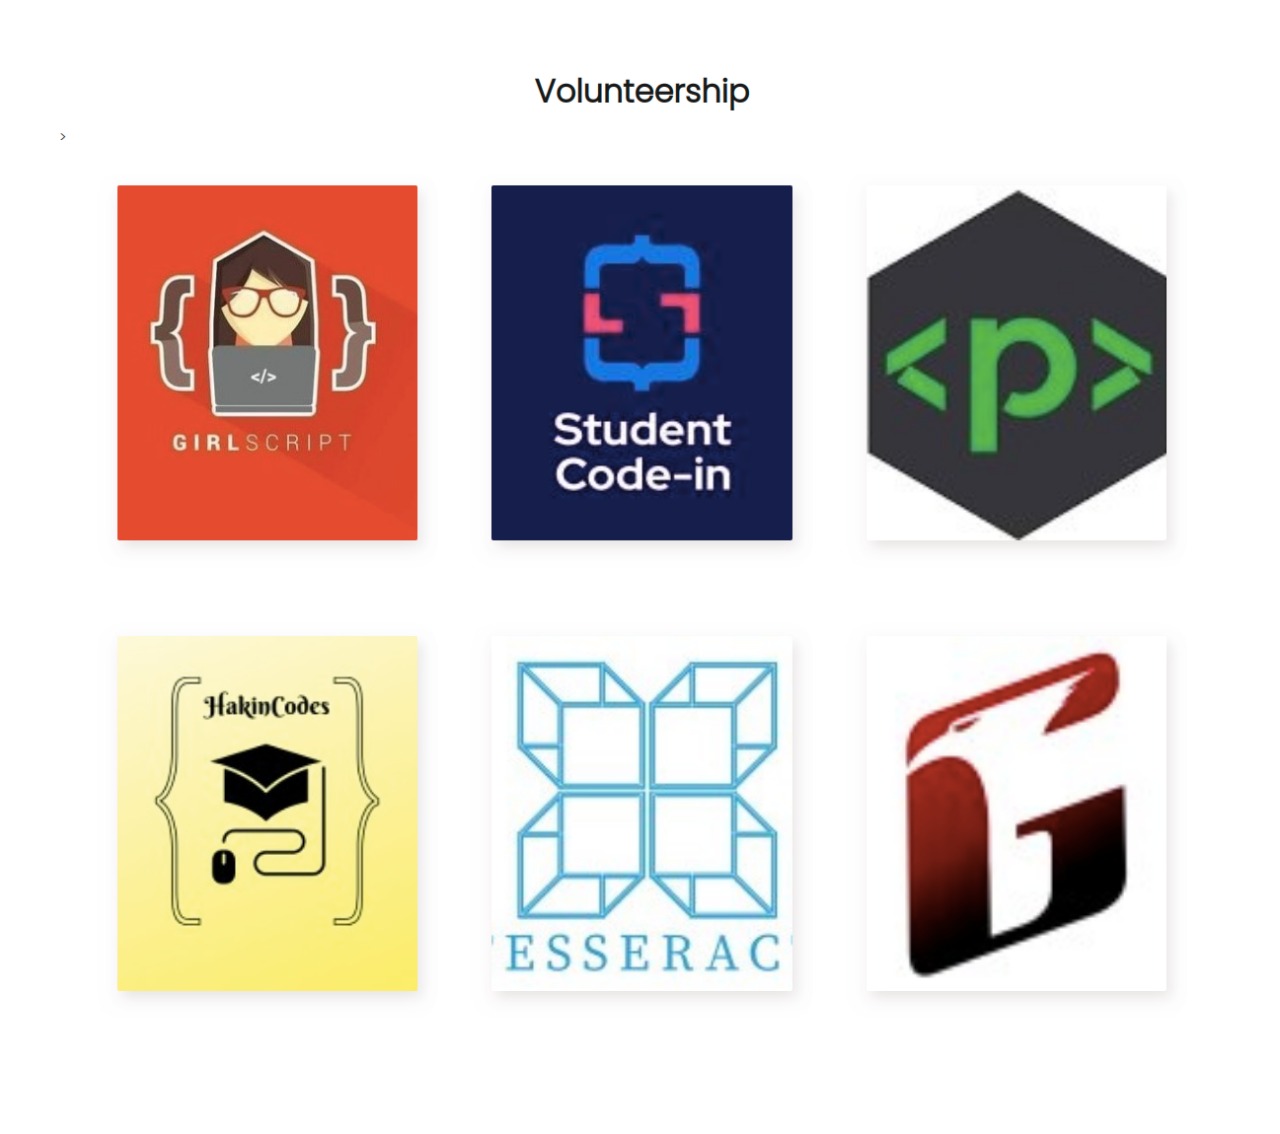 Volunteership
>
</>
GIRLSCRIPT
Student
Code-in
<p>
HakinCodes
ESSERAC
G